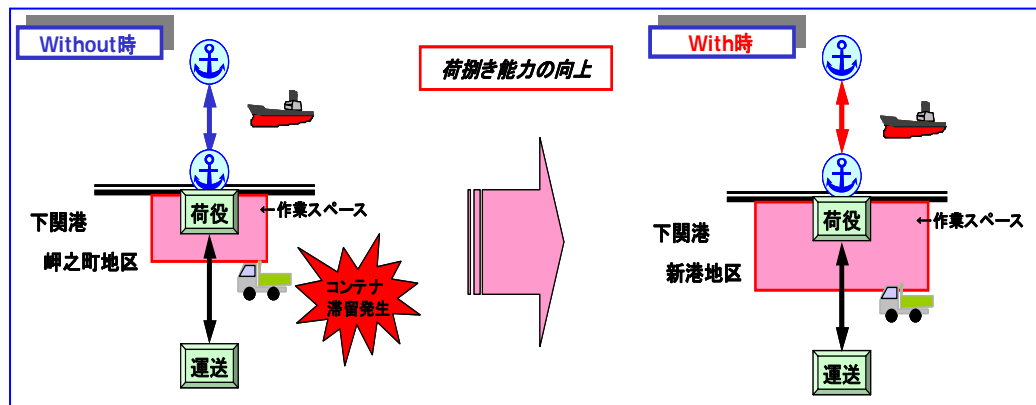 Without時
荷捌き能力の向上
With時
荷役
←作業スペース
下関港
岬之町地区
コンテナ
滞留発生
運送
荷役
←作業スペース
下関港
新港地区
運送